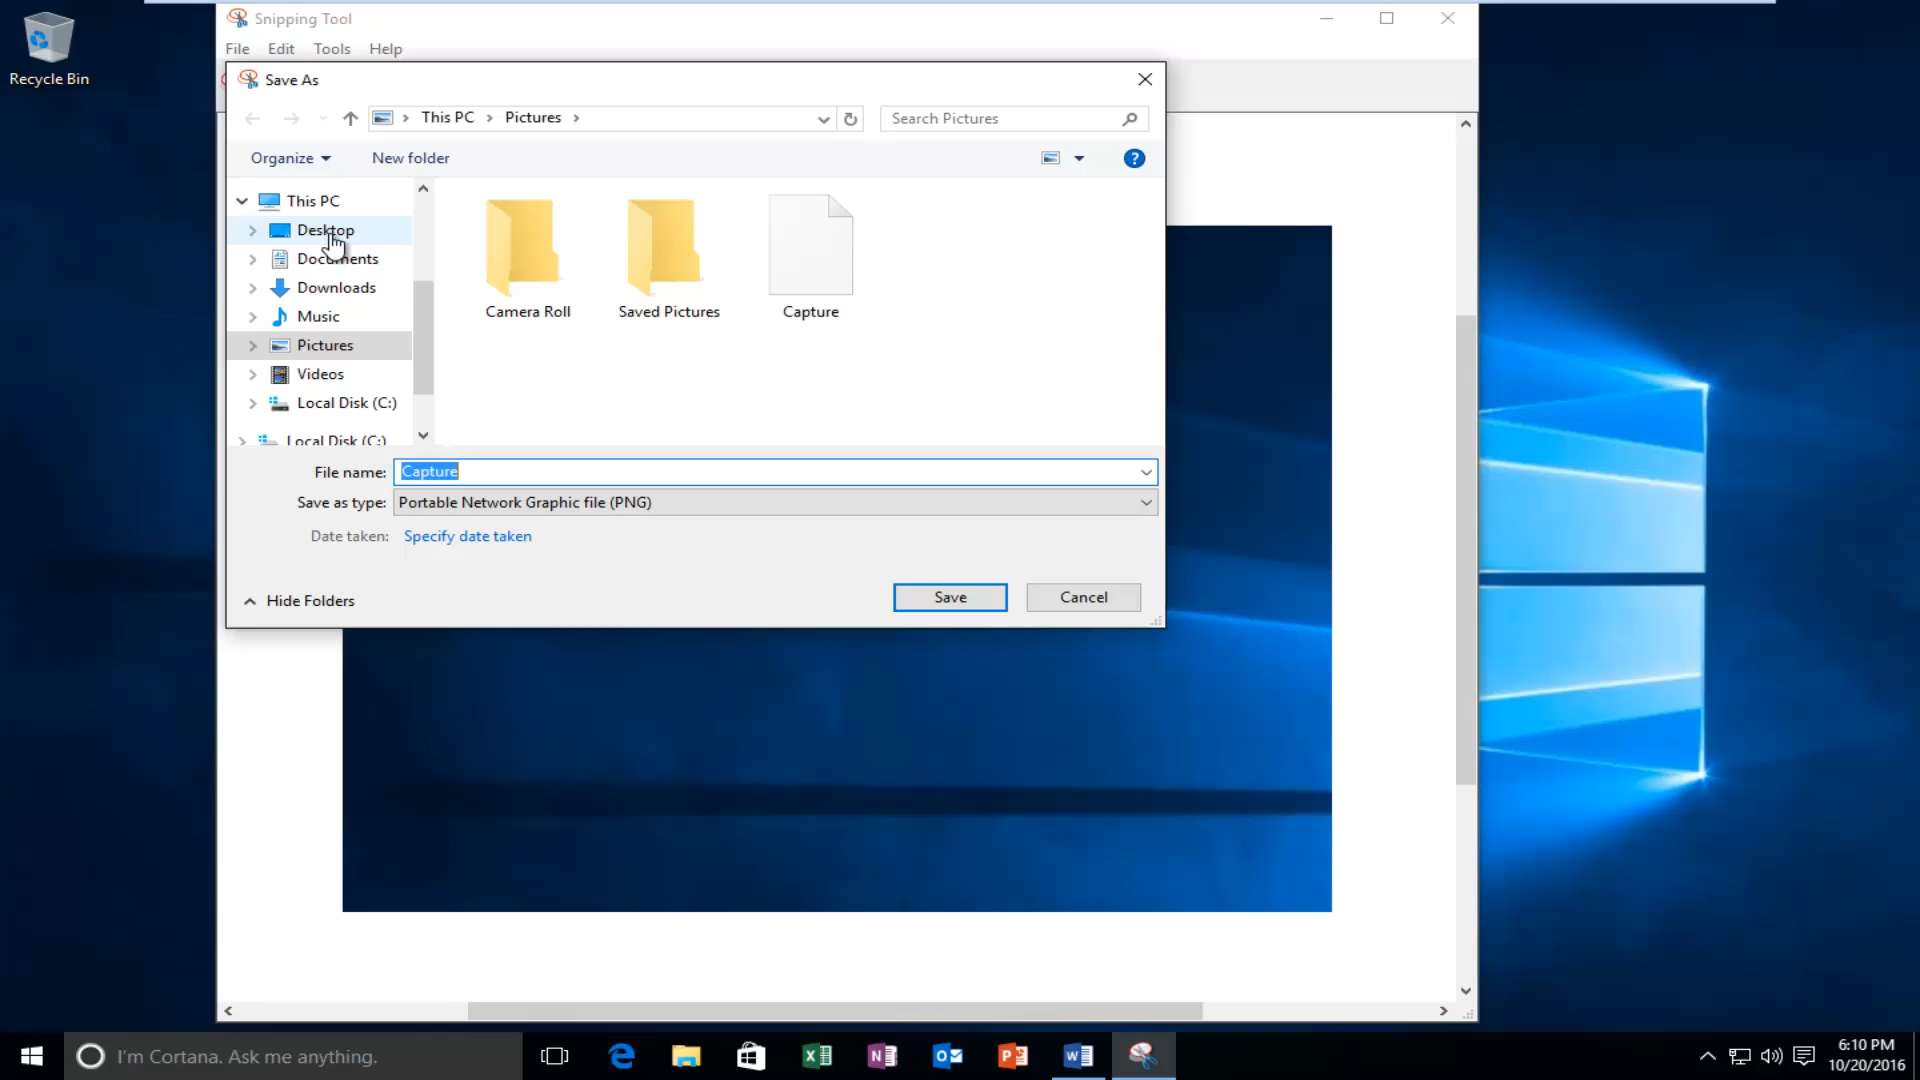 Recycle Bin
Snipping Tool
File Edit Tools Help
Save As
This PC Pictures
Search Pictures
Organize New folder
?
This PC
Desktop
Documents
Downloads
Music
Pictures
Videos
Local Disk (C:)
Local Disk (C:)
Camera Roll
Saved Pictures
Capture
File name: Capture
Save as type: Portable Network Graphic file (PNG)
Date taken: Specify date taken
Hide Folders
Save
Cancel
I'm Cortana. Ask me anything.
6:10 PM
10/20/2016